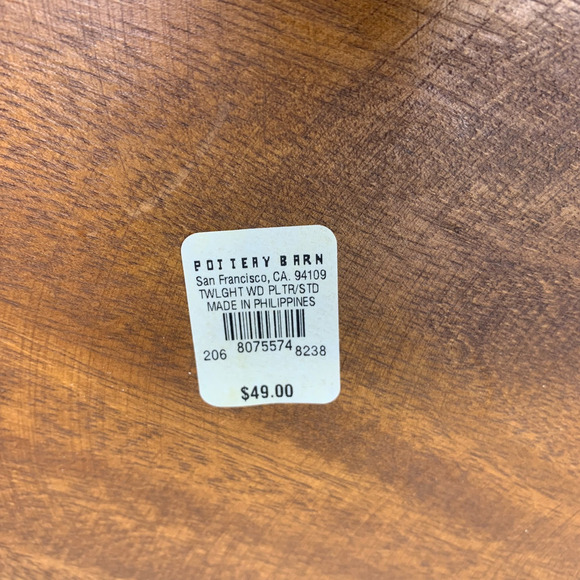 POTTERY BARN
San Francisco, CA. 94109
TWLGHT WD PLTR/STD
MADE IN PHILIPPINES
206 8075574 8238
$49.00